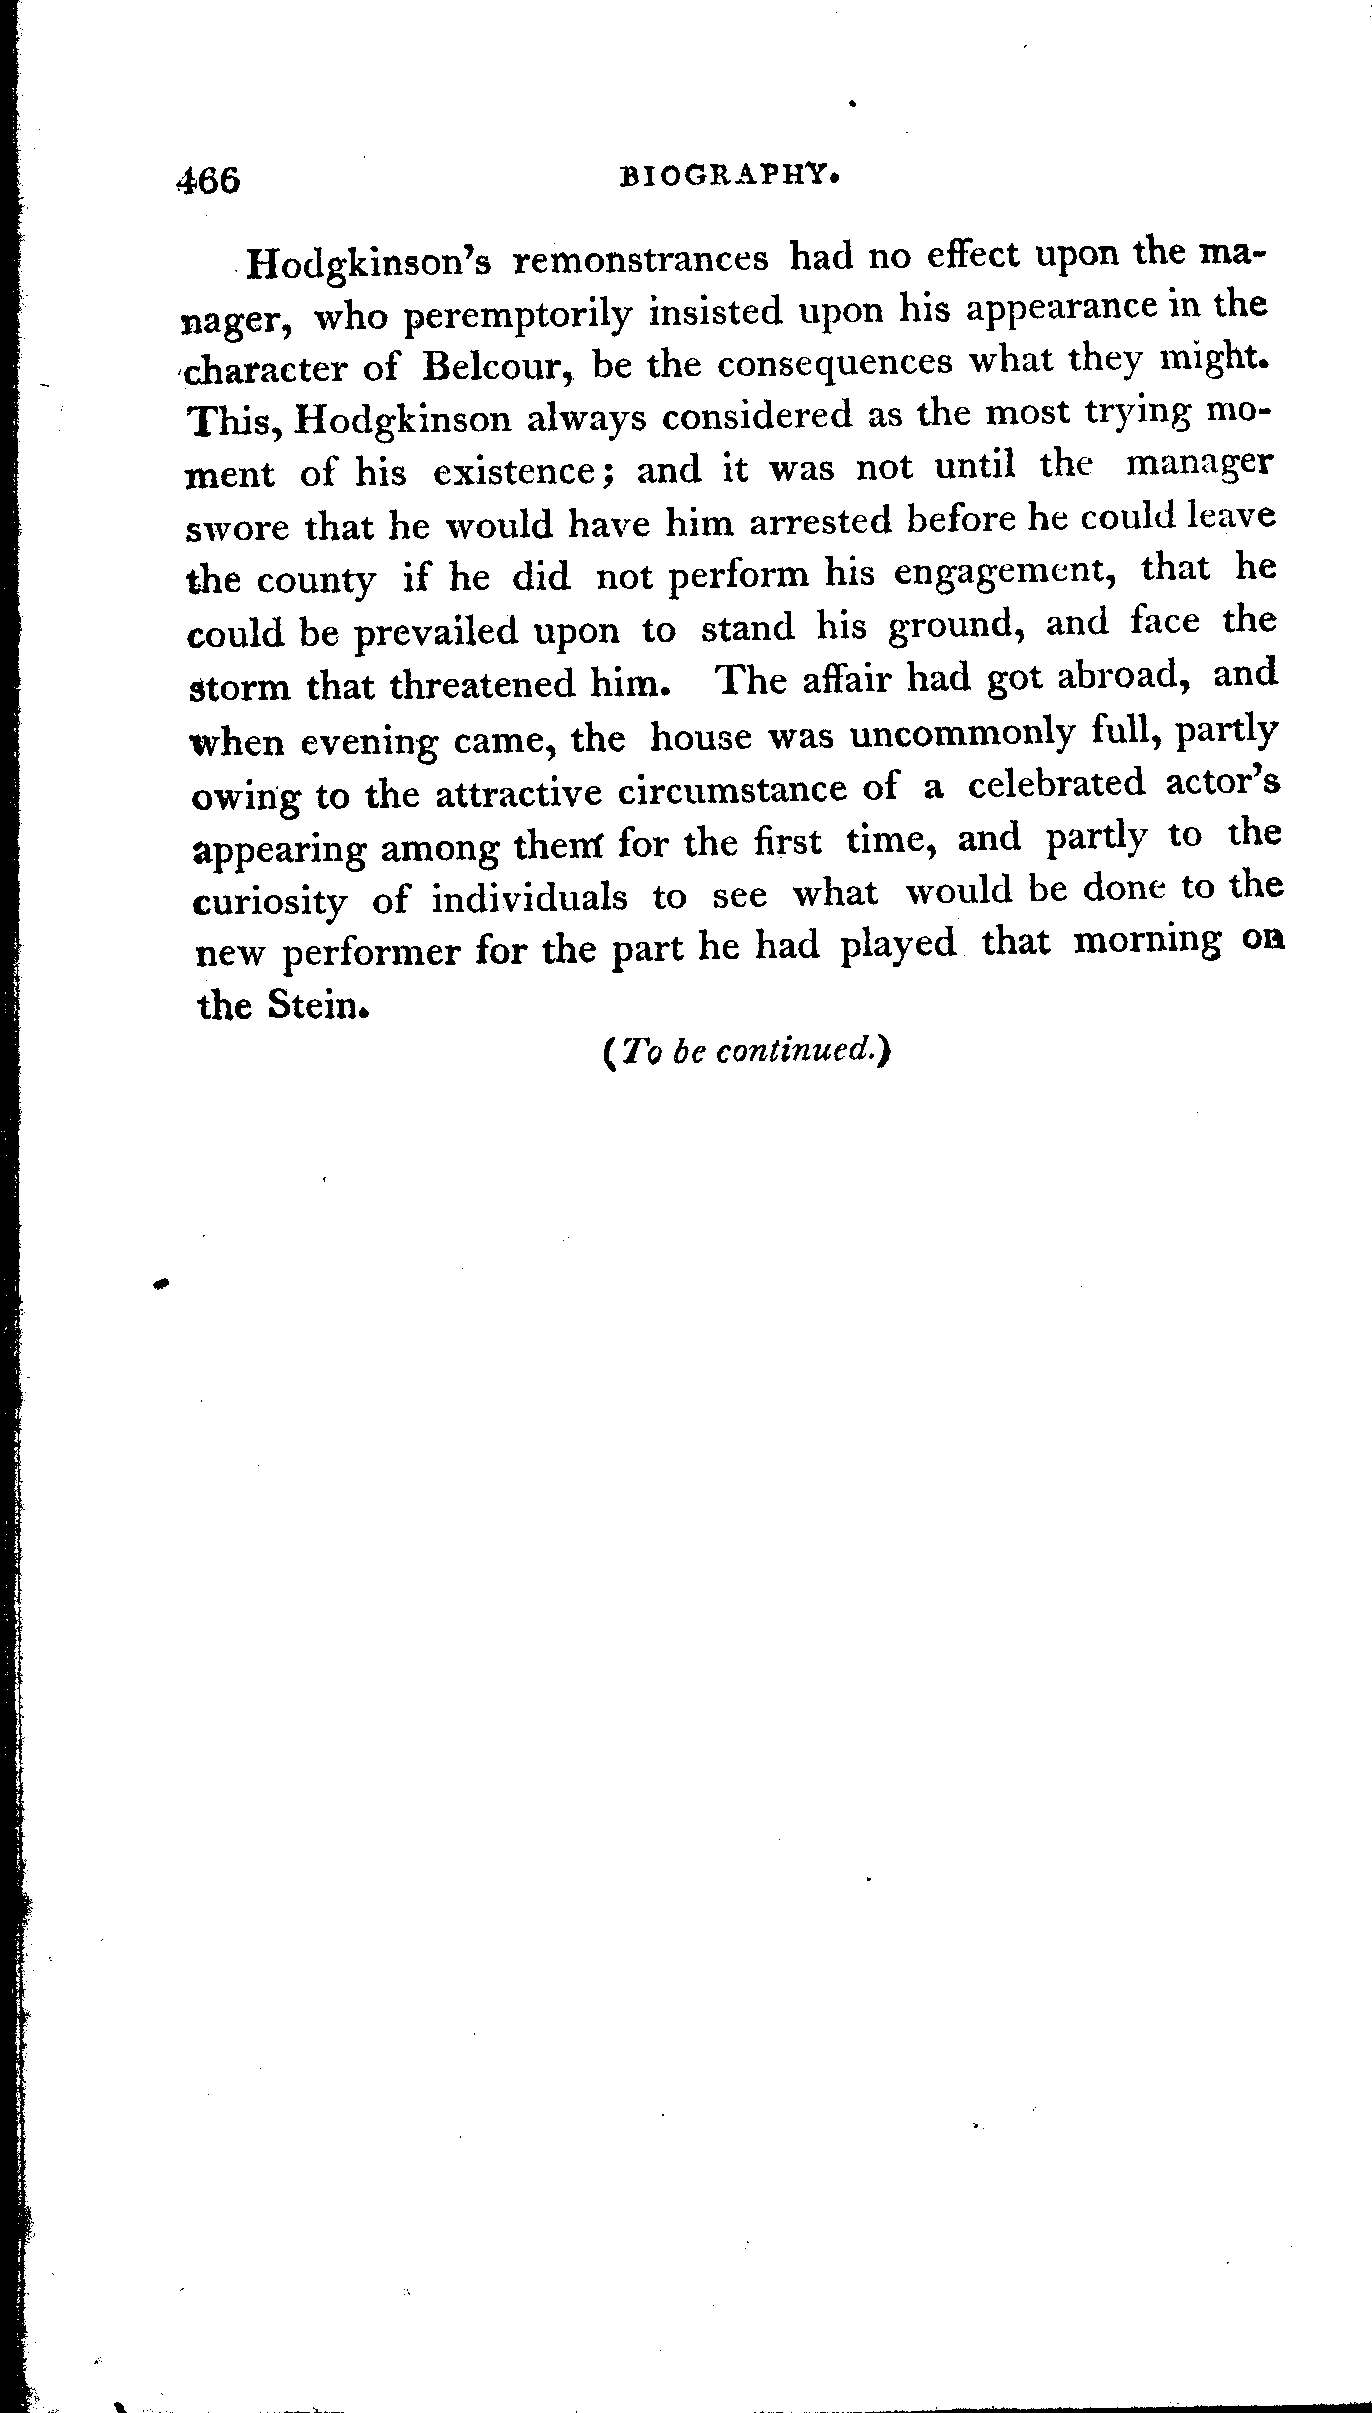 466 BIOGRAPHY.
Hodgkinson's remonstrances had no effect upon the ma-
nager, who peremptorily insisted upon his appearance in the
character of Belcour, be the consequences what they might.
This, Hodgkinson always considered as the most trying mo-
ment of his existence; and it was not until the manager
swore that he would have him arrested before he could leave
the county if he did not perform his engagement, that he
could be prevailed upon to stand his ground, and face the
storm that threatened him. The affair had got abroad, and
when evening came, the house was uncommonly full, partly
owing to the attractive circumstance of a celebrated actor's
appearing among them for the first time, and partly to the
curiosity of individuals to see what would be done to the
new performer for the part he had played that morning on
the Stein.
(To be continued.)